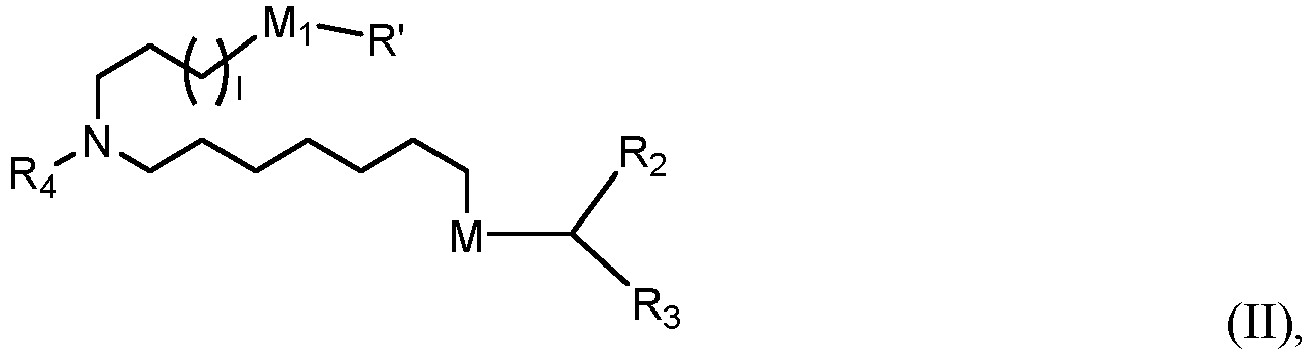 M₁
R'
( )l
N
R₄
R₂
M
R₃
(II),